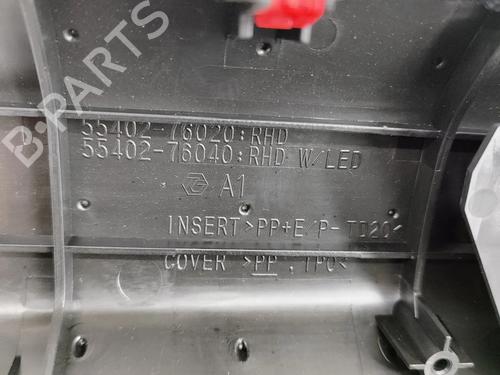 B-PARTS
55402-76020:RHD
55402-76040:RHD W/LED
A1
INSERT >PP+E/P-TD20<
COVER >PP,TPO<